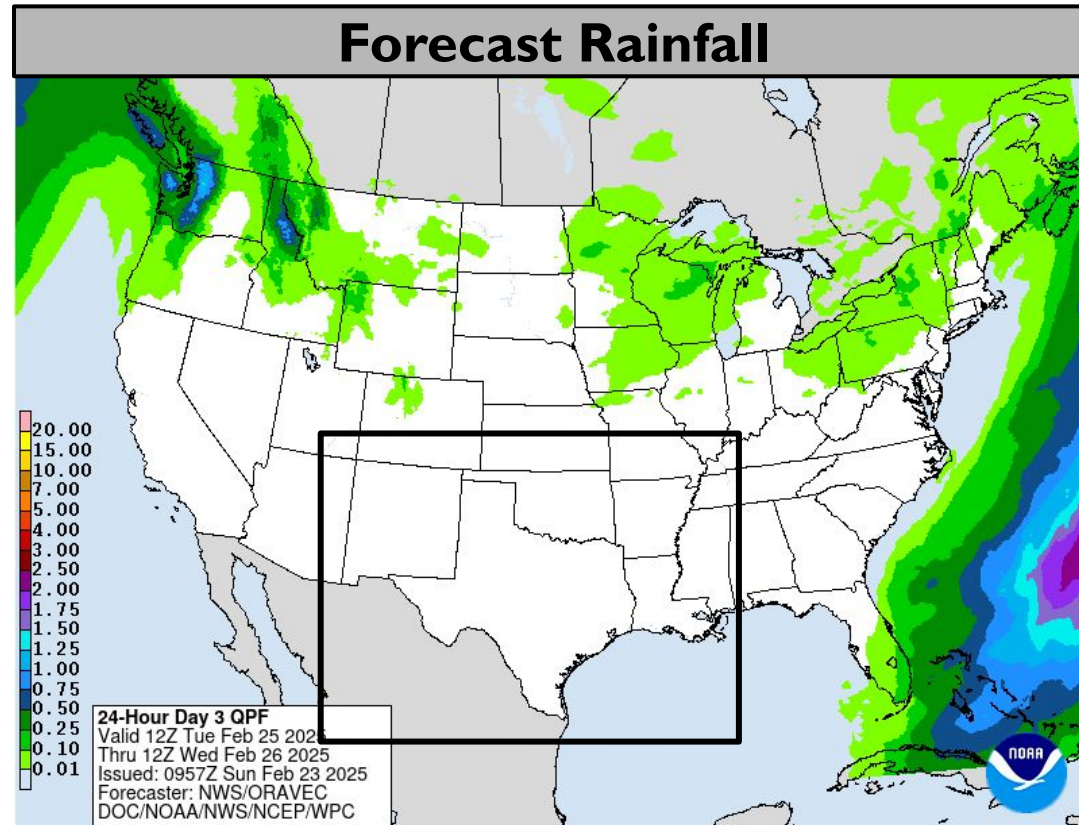 Forecast Rainfall
20.00
15.00
10.00
7.00
5.00
4.00
3.00
2.50
2.00
1.75
1.50
1.25
1.00
0.75
0.50
0.25
0.10
0.01
24-Hour Day 3 QPF
Valid 12Z Tue Feb 25 2025
Thru 12Z Wed Feb 26 2025
Issued: 0957Z Sun Feb 23 2025
Forecaster: NWS/ORAVEC
DOC/NOAA/NWS/NCEP/WPC
NOAA